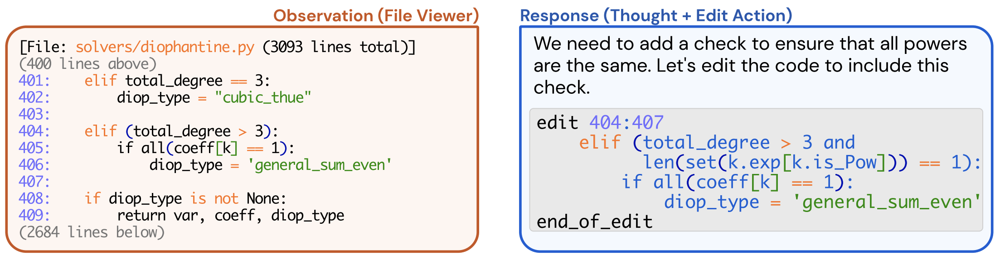 Observation (File Viewer)
[File: solvers/diophantine.py (3093 lines total)]
(400 lines above)
401:    elif total_degree == 3:
402:        diop_type = "cubic_thue"
403:
404:    elif (total_degree > 3):
405:        if all(coeff[k] == 1):
406:            diop_type = 'general_sum_even'
407:
408:    if diop_type is not None:
409:        return var, coeff, diop_type
(2684 lines below)
Response (Thought + Edit Action)
We need to add a check to ensure that all powers
are the same. Let's edit the code to include this
check.
edit 404:407
    elif (total_degree > 3 and
          len(set(k.exp[k.is_Pow])) == 1):
        if all(coeff[k] == 1):
            diop_type = 'general_sum_even'
end_of_edit